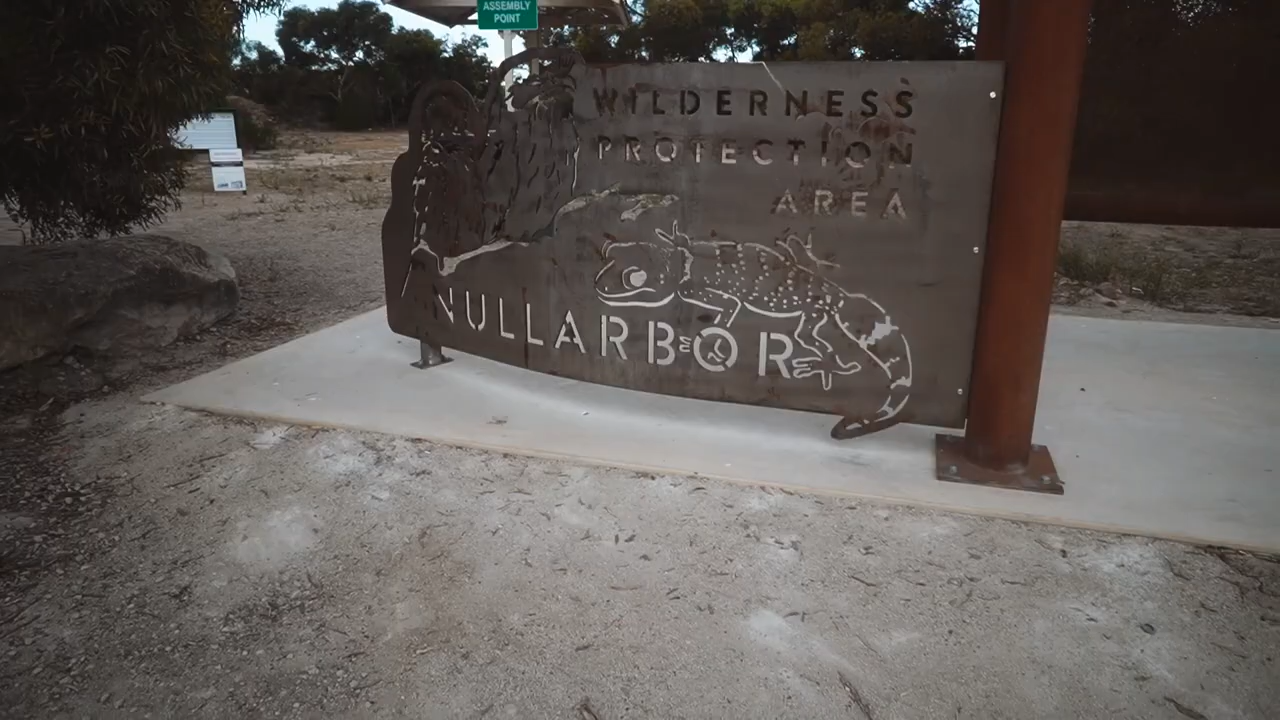 ASSEMBLY
POINT
WILDERNESS
PROTECTION
AREA
NULLARBOR